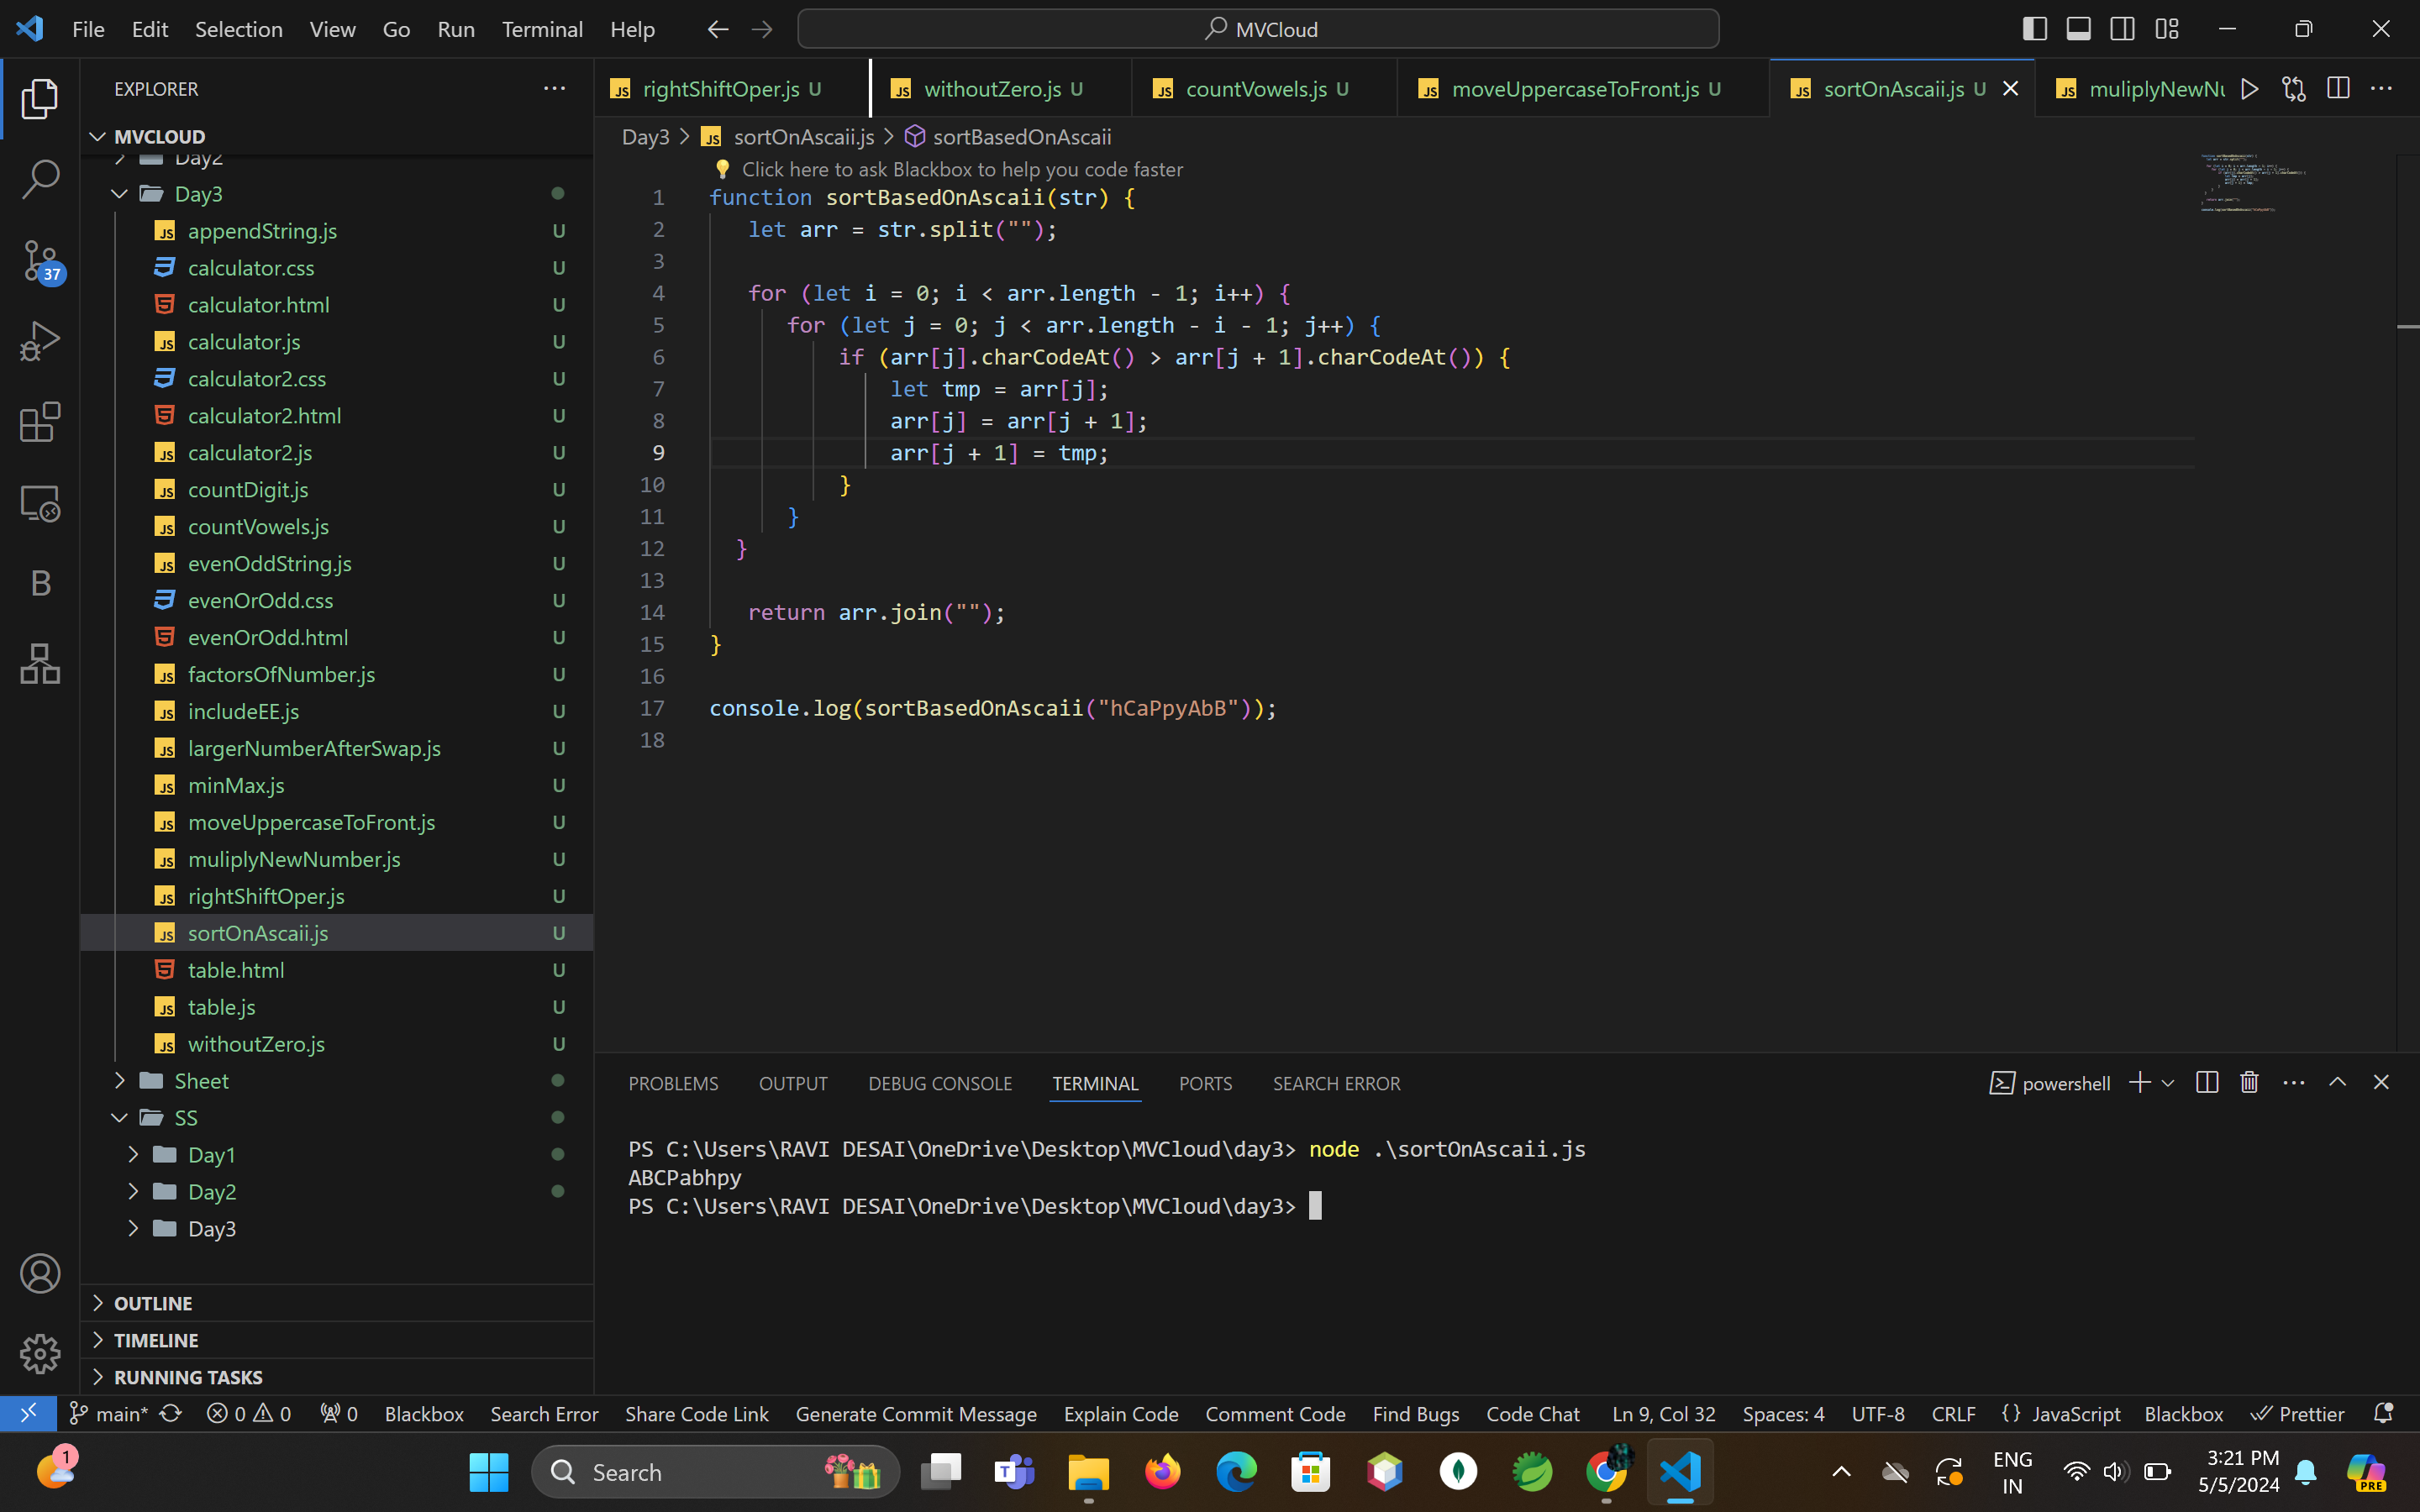 File Edit Selection View Go Run Terminal Help MVCloud
EXPLORER
MVCLOUD
Day2
Day3
appendString.js U
calculator.css U
calculator.html U
calculator.js U
calculator2.css U
calculator2.html U
calculator2.js U
countDigit.js U
countVowels.js U
evenOddString.js U
evenOrOdd.css U
evenOrOdd.html U
factorsOfNumber.js U
includeEE.js U
largerNumberAfterSwap.js U
minMax.js U
moveUppercaseToFront.js U
muliplyNewNumber.js U
rightShiftOper.js U
sortOnAscaii.js U
table.html U
table.js U
withoutZero.js U
Sheet
SS
Day1
Day2
Day3
OUTLINE
TIMELINE
RUNNING TASKS
37
B
rightShiftOper.js U withoutZero.js U countVowels.js U moveUppercaseToFront.js U sortOnAscaii.js U muliplyNewNu
Day3 > JS sortOnAscaii.js > sortBasedOnAscaii
Click here to ask Blackbox to help you code faster
1 function sortBasedOnAscaii(str) {
2 let arr = str.split("");
3
4 for (let i = 0; i < arr.length - 1; i++) {
5 for (let j = 0; j < arr.length - i - 1; j++) {
6 if (arr[j].charCodeAt() > arr[j + 1].charCodeAt()) {
7 let tmp = arr[j];
8 arr[j] = arr[j + 1];
9 arr[j + 1] = tmp;
10 }
11 }
12 }
13
14 return arr.join("");
15 }
16
17 console.log(sortBasedOnAscaii("hCaPpyAbB"));
18
PROBLEMS OUTPUT DEBUG CONSOLE TERMINAL PORTS SEARCH ERROR powershell
PS C:\Users\RAVI DESAI\OneDrive\Desktop\MVCloud\day3> node .\sortOnAscaii.js
ABCPabhpy
PS C:\Users\RAVI DESAI\OneDrive\Desktop\MVCloud\day3>
main* 0 0 0 Blackbox Search Error Share Code Link Generate Commit Message Explain Code Comment Code Find Bugs Code Chat Ln 9, Col 32 Spaces: 4 UTF-8 CRLF {} JavaScript Blackbox Prettier
1 Search ENG 3:21 PM
IN 5/5/2024 PRE